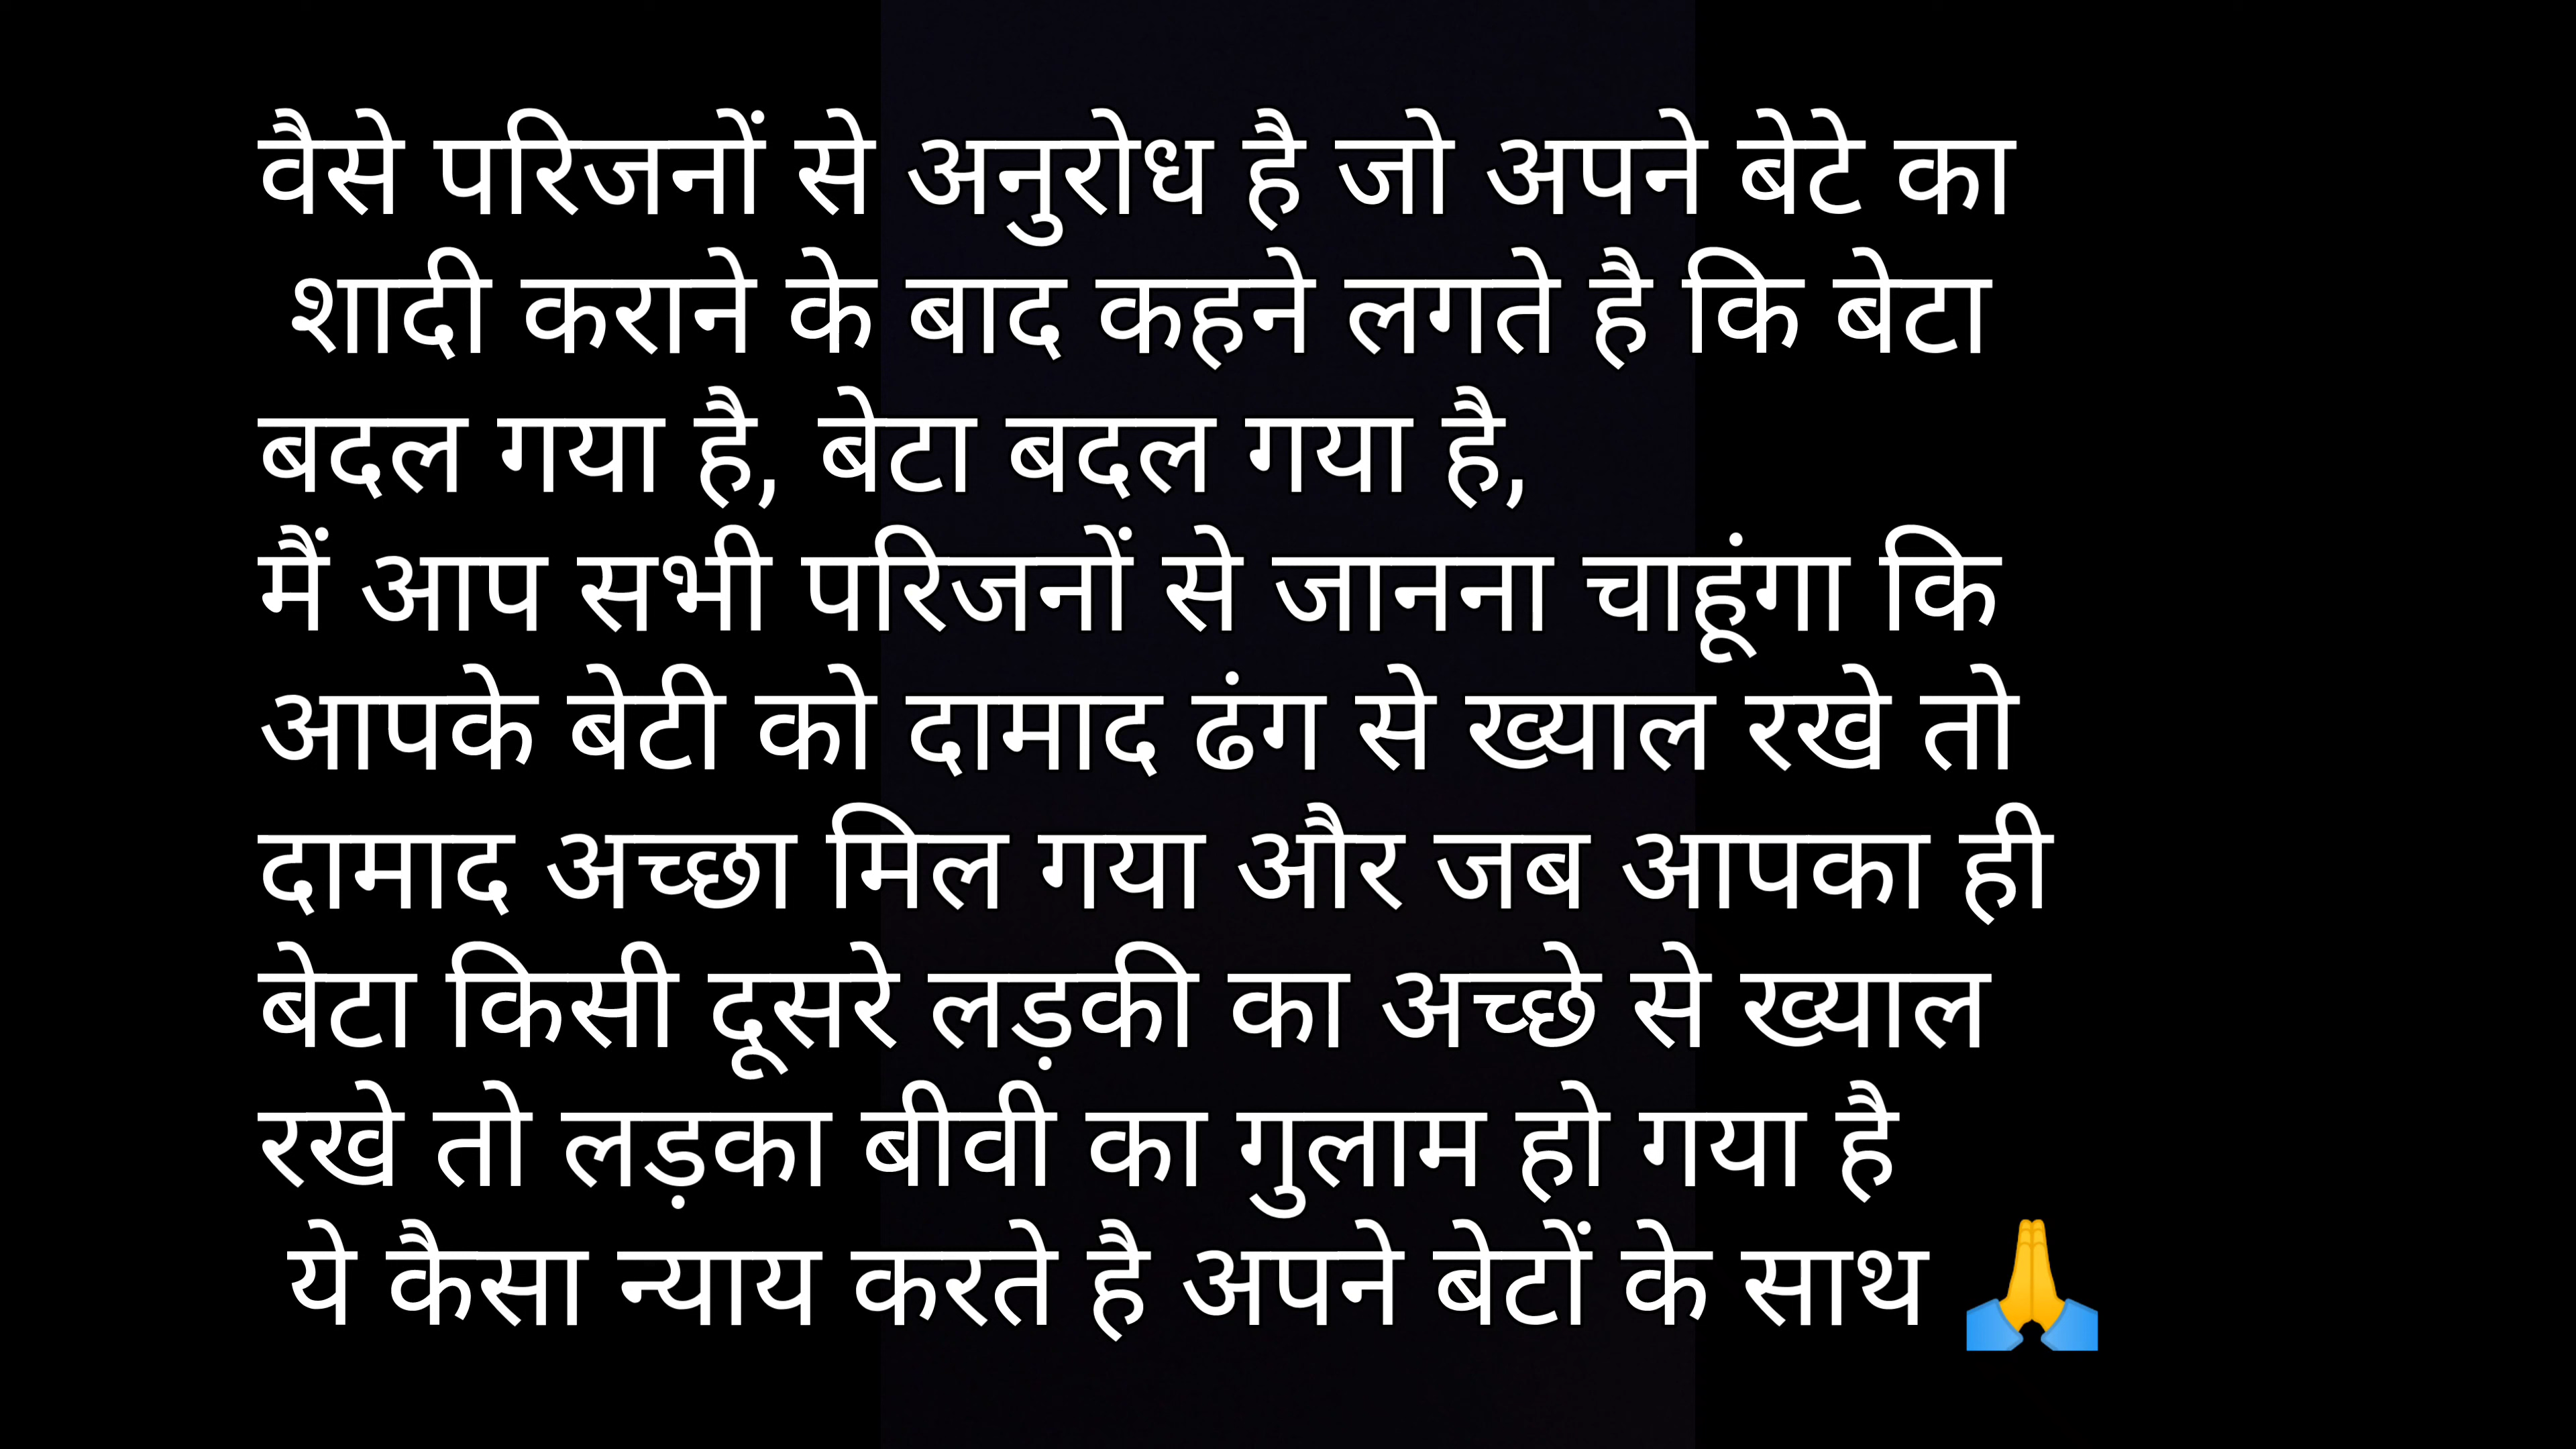 वैसे परिजनों से अनुरोध है जो अपने बेटे का
शादी कराने के बाद कहने लगते है कि बेटा
बदल गया है, बेटा बदल गया है,
मैं आप सभी परिजनों से जानना चाहूंगा कि
आपके बेटी को दामाद ढंग से ख्याल रखे तो
दामाद अच्छा मिल गया और जब आपका ही
बेटा किसी दूसरे लड़की का अच्छे से ख्याल
रखे तो लड़का बीवी का गुलाम हो गया है
ये कैसा न्याय करते है अपने बेटों के साथ 🙏